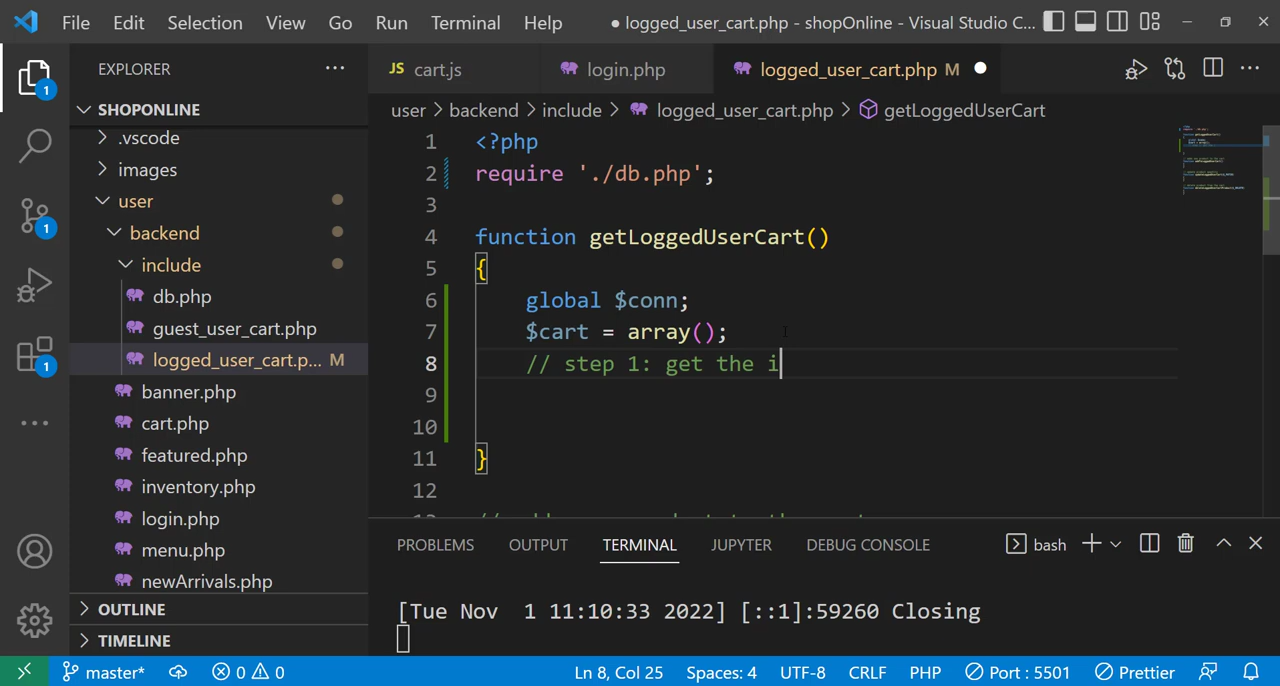 File Edit Selection View Go Run Terminal Help ● logged_user_cart.php - shopOnline - Visual Studio C...
EXPLORER ...
JS cart.js login.php logged_user_cart.php M ● ...
SHOPONLINE
user > backend > include > logged_user_cart.php > getLoggedUserCart
.vscode
images
user
backend
include
db.php
guest_user_cart.php
logged_user_cart.p... M
banner.php
cart.php
featured.php
inventory.php
login.php
menu.php
newArrivals.php
OUTLINE
TIMELINE
1
1
1
1 <?php
2 require './db.php';
3
4 function getLoggedUserCart()
5 {
6 global $conn;
7 $cart = array();
8 // step 1: get the i
9
10
11 }
12
PROBLEMS OUTPUT TERMINAL JUPYTER DEBUG CONSOLE bash
[Tue Nov  1 11:10:33 2022] [::1]:59260 Closing
master* 0 0 Ln 8, Col 25 Spaces: 4 UTF-8 CRLF PHP Port : 5501 Prettier